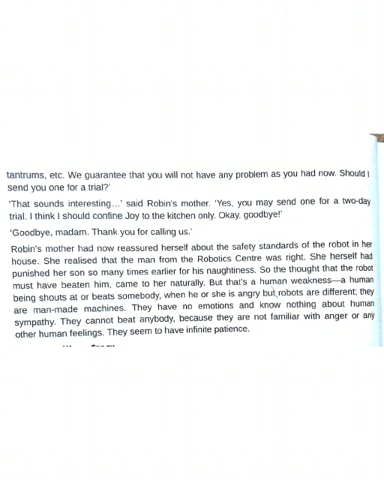 tantrums, etc. We guarantee that you will not have any problem as you had now. Should I
send you one for a trial?'
'That sounds interesting…' said Robin's mother. 'Yes, you may send one for a two-day
trial. I think I should confine Joy to the kitchen only. Okay, goodbye!'
'Goodbye, madam. Thank you for calling us.'
Robin's mother had now reassured herself about the safety standards of the robot in her
house. She realised that the man from the Robotics Centre was right. She herself had
punished her son so many times earlier for his naughtiness. So the thought that the robot
must have beaten him, came to her naturally. But that's a human weakness—a human
being shouts at or beats somebody, when he or she is angry but robots are different; they
are man-made machines. They have no emotions and know nothing about human
sympathy. They cannot beat anybody, because they are not familiar with anger or any
other human feelings. They seem to have infinite patience.